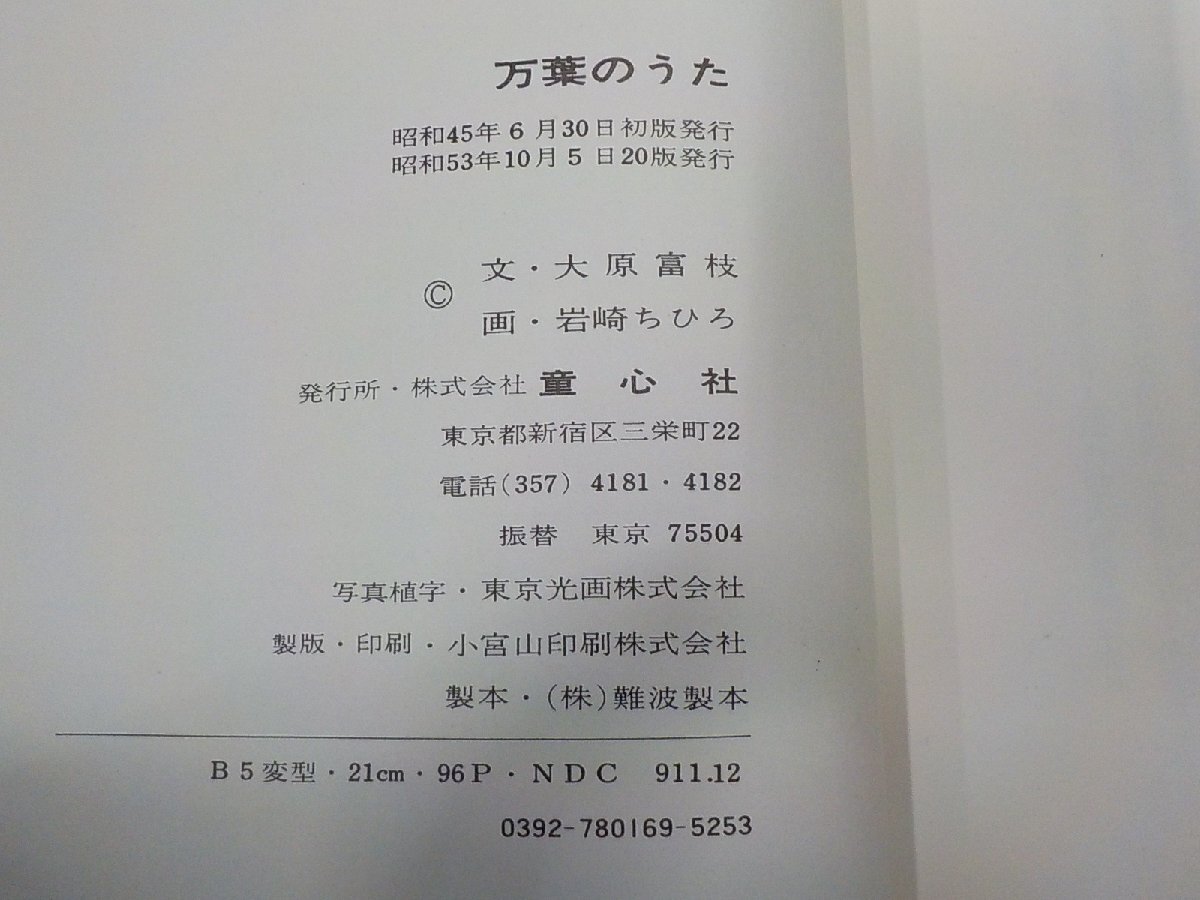 万葉のうた
昭和45年6月30日初版発行
昭和53年10月5日20版発行
文・大原富枝
©
画・岩崎ちひろ
発行所・株式会社 童心社
東京都新宿区三栄町22
電話(357) 4181・4182
振替 東京 75504
写真植字・東京光画株式会社
製版・印刷・小宮山印刷株式会社
製本・(株)難波製本
B5変型・21cm・96P・NDC 911.12
0392-780169-5253